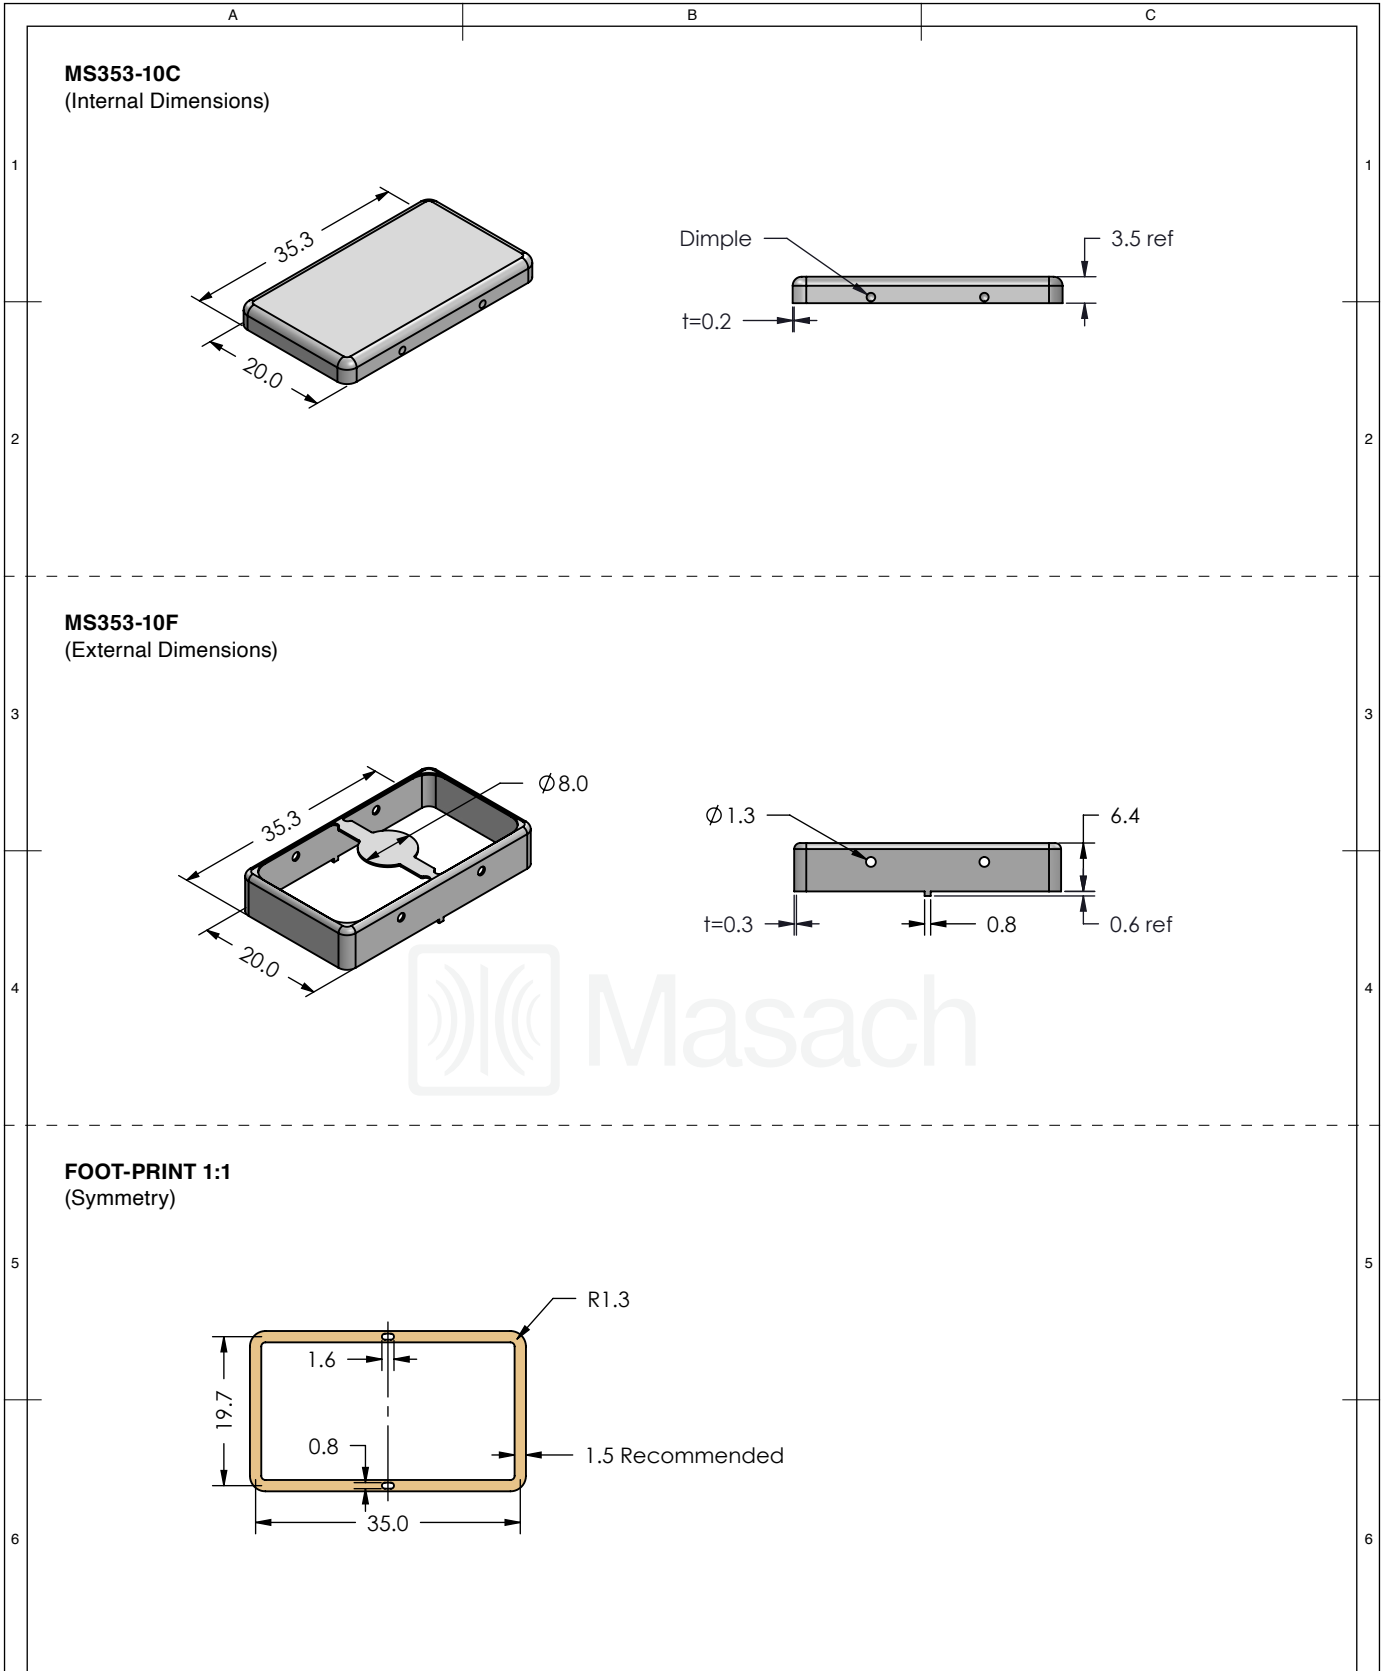 A
B
C
MS353-10C
(Internal Dimensions)
1
1
35.3
20.0
Dimple
3.5 ref
t=0.2
2
2
MS353-10F
(External Dimensions)
3
3
35.3
Ø8.0
20.0
Ø1.3
6.4
t=0.3
0.8
0.6 ref
Masach
4
4
FOOT-PRINT 1:1
(Symmetry)
5
5
R1.3
1.6
19.7
0.8
1.5 Recommended
35.0
6
6